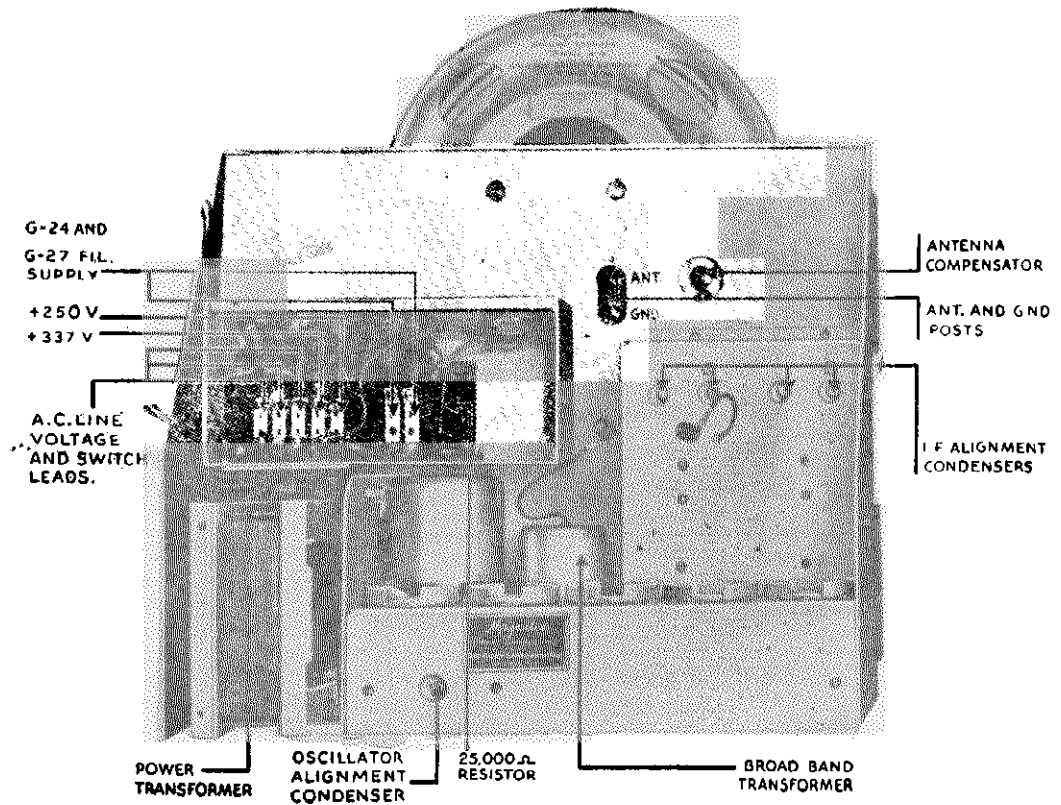 G-24 AND
G-27 FIL.
SUPPLY
+250 V
+337 V
A.C. LINE
VOLTAGE
AND SWITCH
LEADS.
ANT.
GND.
ANTENNA
COMPENSATOR
ANT. AND GND
POSTS
I F ALIGNMENT
CONDENSERS
POWER
TRANSFORMER
OSCILLATOR
ALIGNMENT
CONDENSER
25,000 Ω
RESISTOR
BROAD BAND
TRANSFORMER